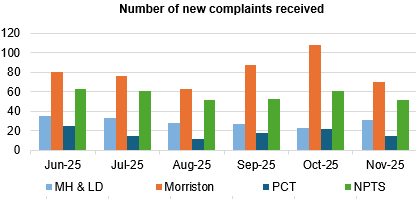 Number of new complaints received
120
100
80
60
40
20
0
Jun-25 Jul-25 Aug-25 Sep-25 Oct-25 Nov-25
MH & LD Morriston PCT NPTS